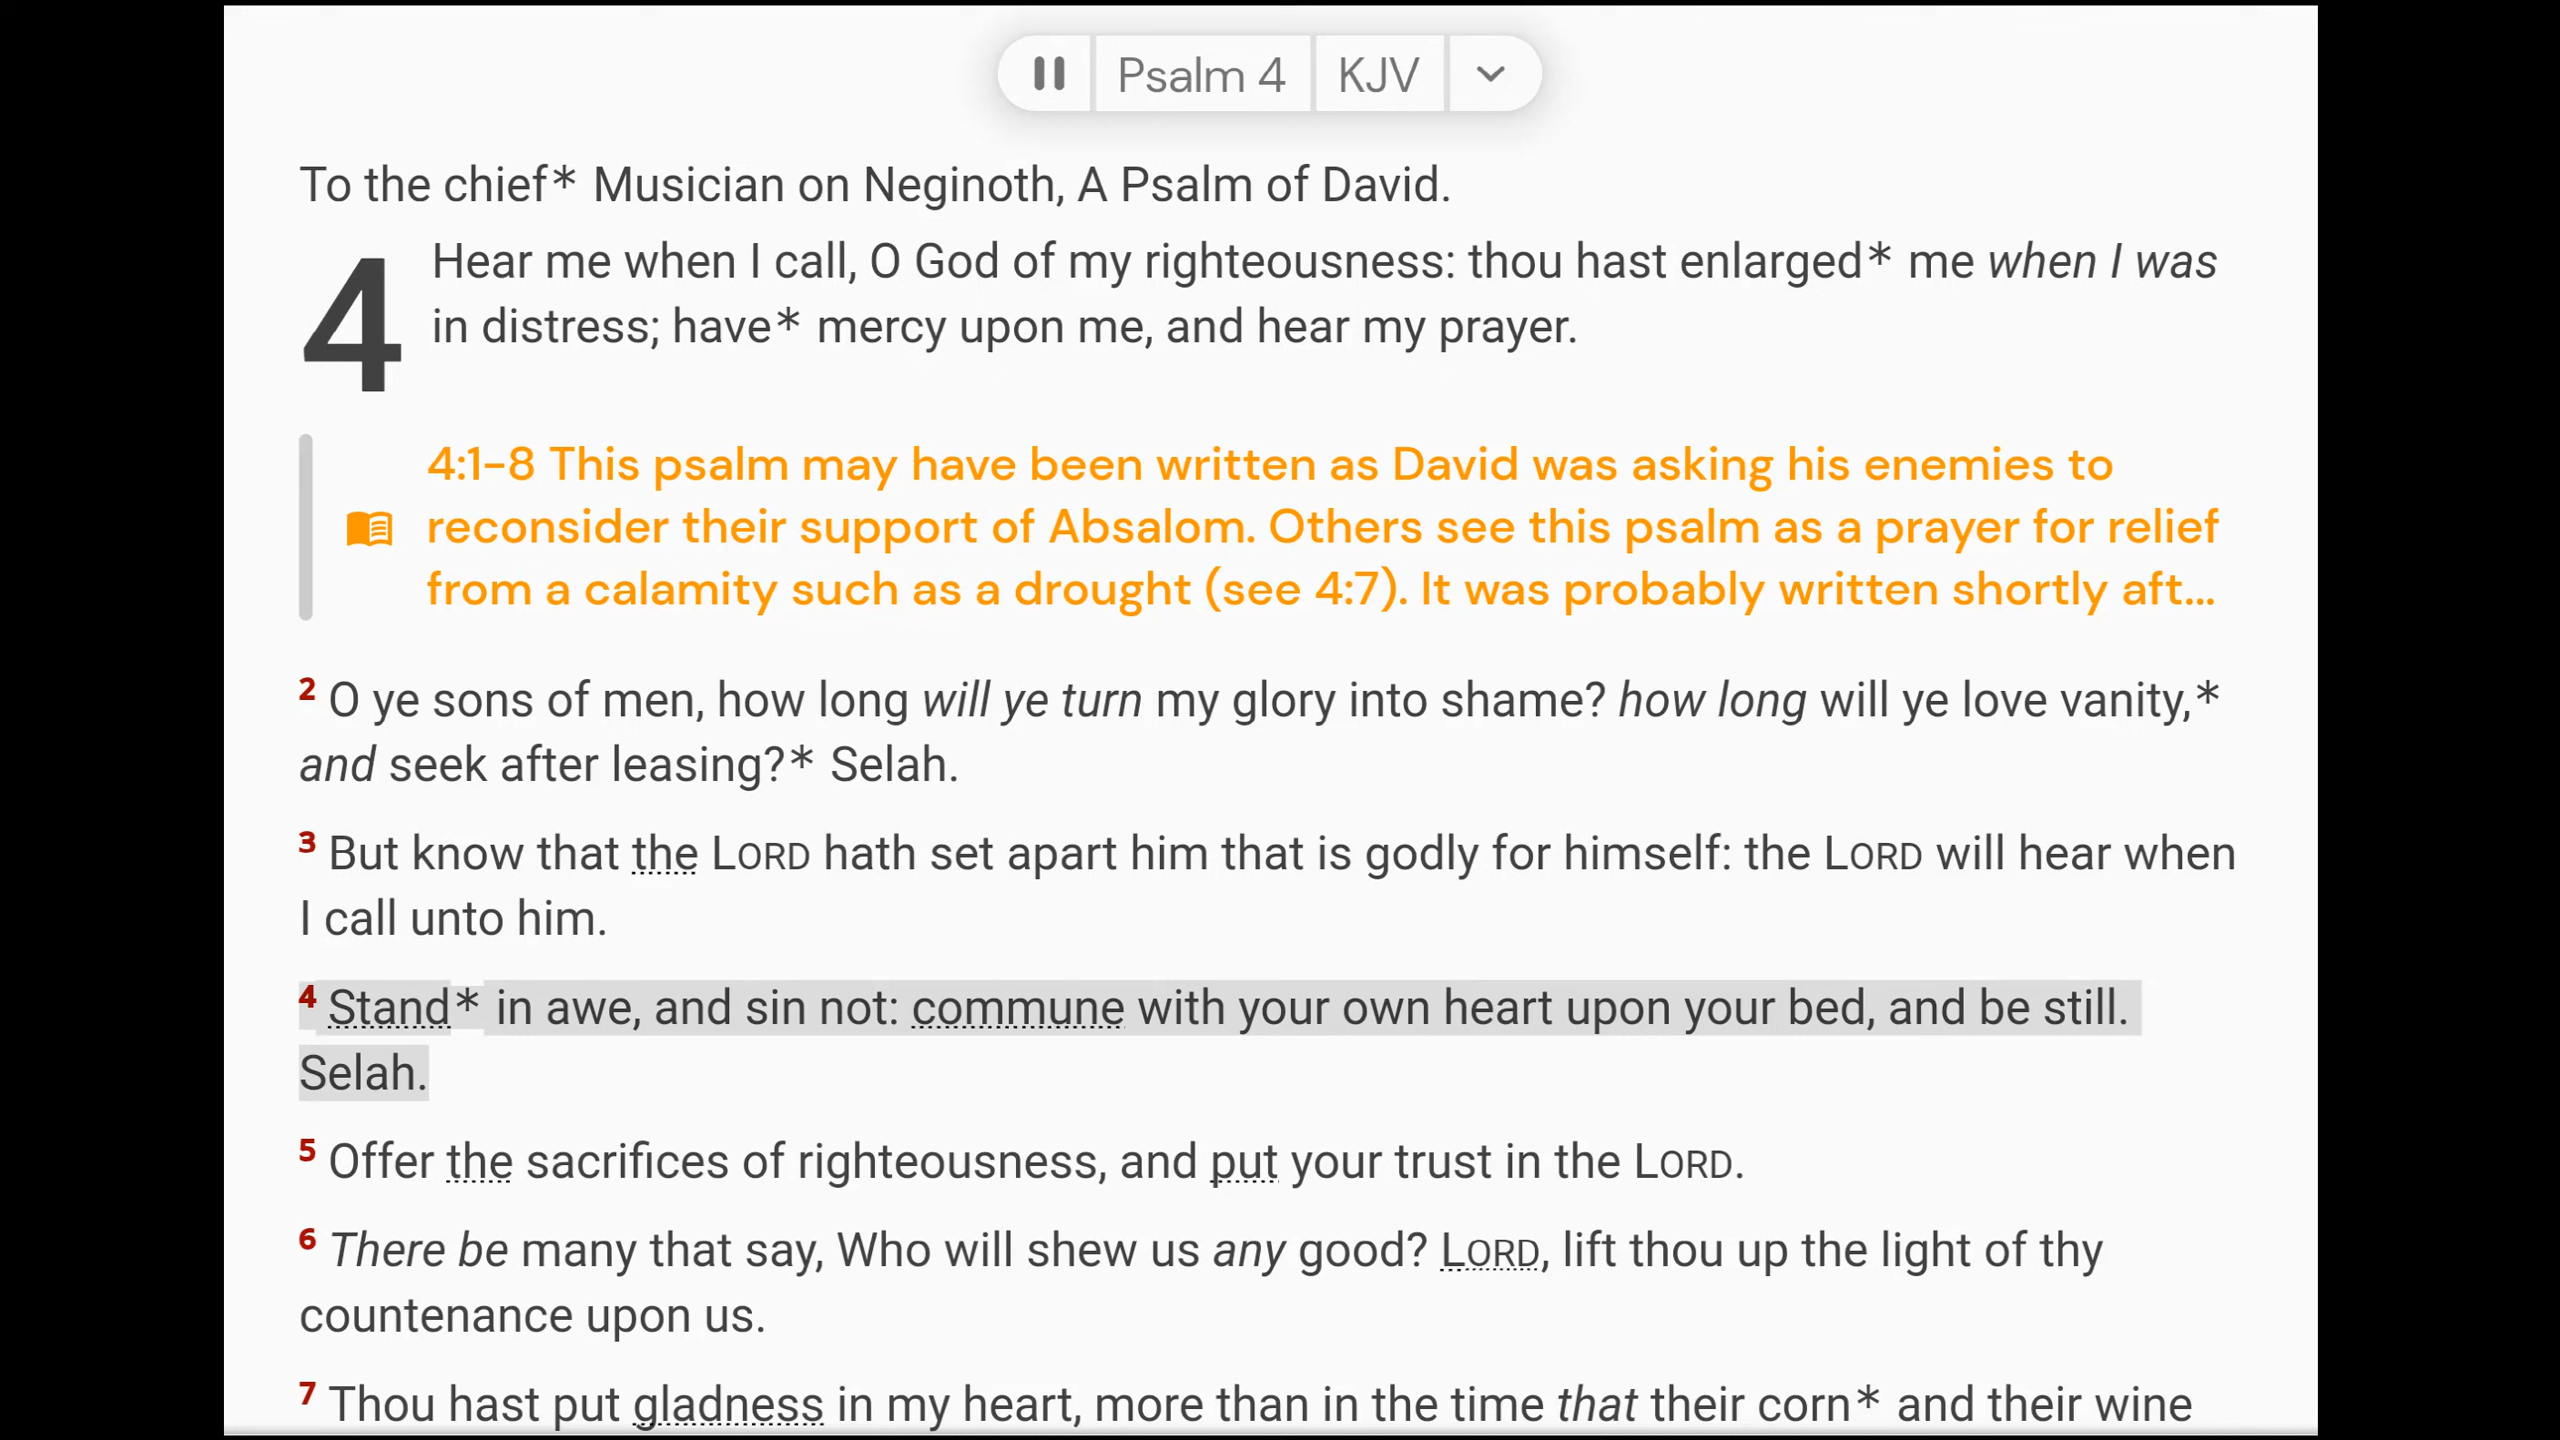 Psalm 4 KJV
To the chief* Musician on Neginoth, A Psalm of David.
4 Hear me when I call, O God of my righteousness: thou hast enlarged* me when I was
in distress; have* mercy upon me, and hear my prayer.
4:1–8 This psalm may have been written as David was asking his enemies to
reconsider their support of Absalom. Others see this psalm as a prayer for relief
from a calamity such as a drought (see 4:7). It was probably written shortly aft...
2 O ye sons of men, how long will ye turn my glory into shame? how long will ye love vanity,*
and seek after leasing?* Selah.
3 But know that the LORD hath set apart him that is godly for himself: the LORD will hear when
I call unto him.
4 Stand* in awe, and sin not: commune with your own heart upon your bed, and be still.
Selah.
5 Offer the sacrifices of righteousness, and put your trust in the LORD.
6 There be many that say, Who will shew us any good? LORD, lift thou up the light of thy
countenance upon us.
7 Thou hast put gladness in my heart, more than in the time that their corn* and their wine